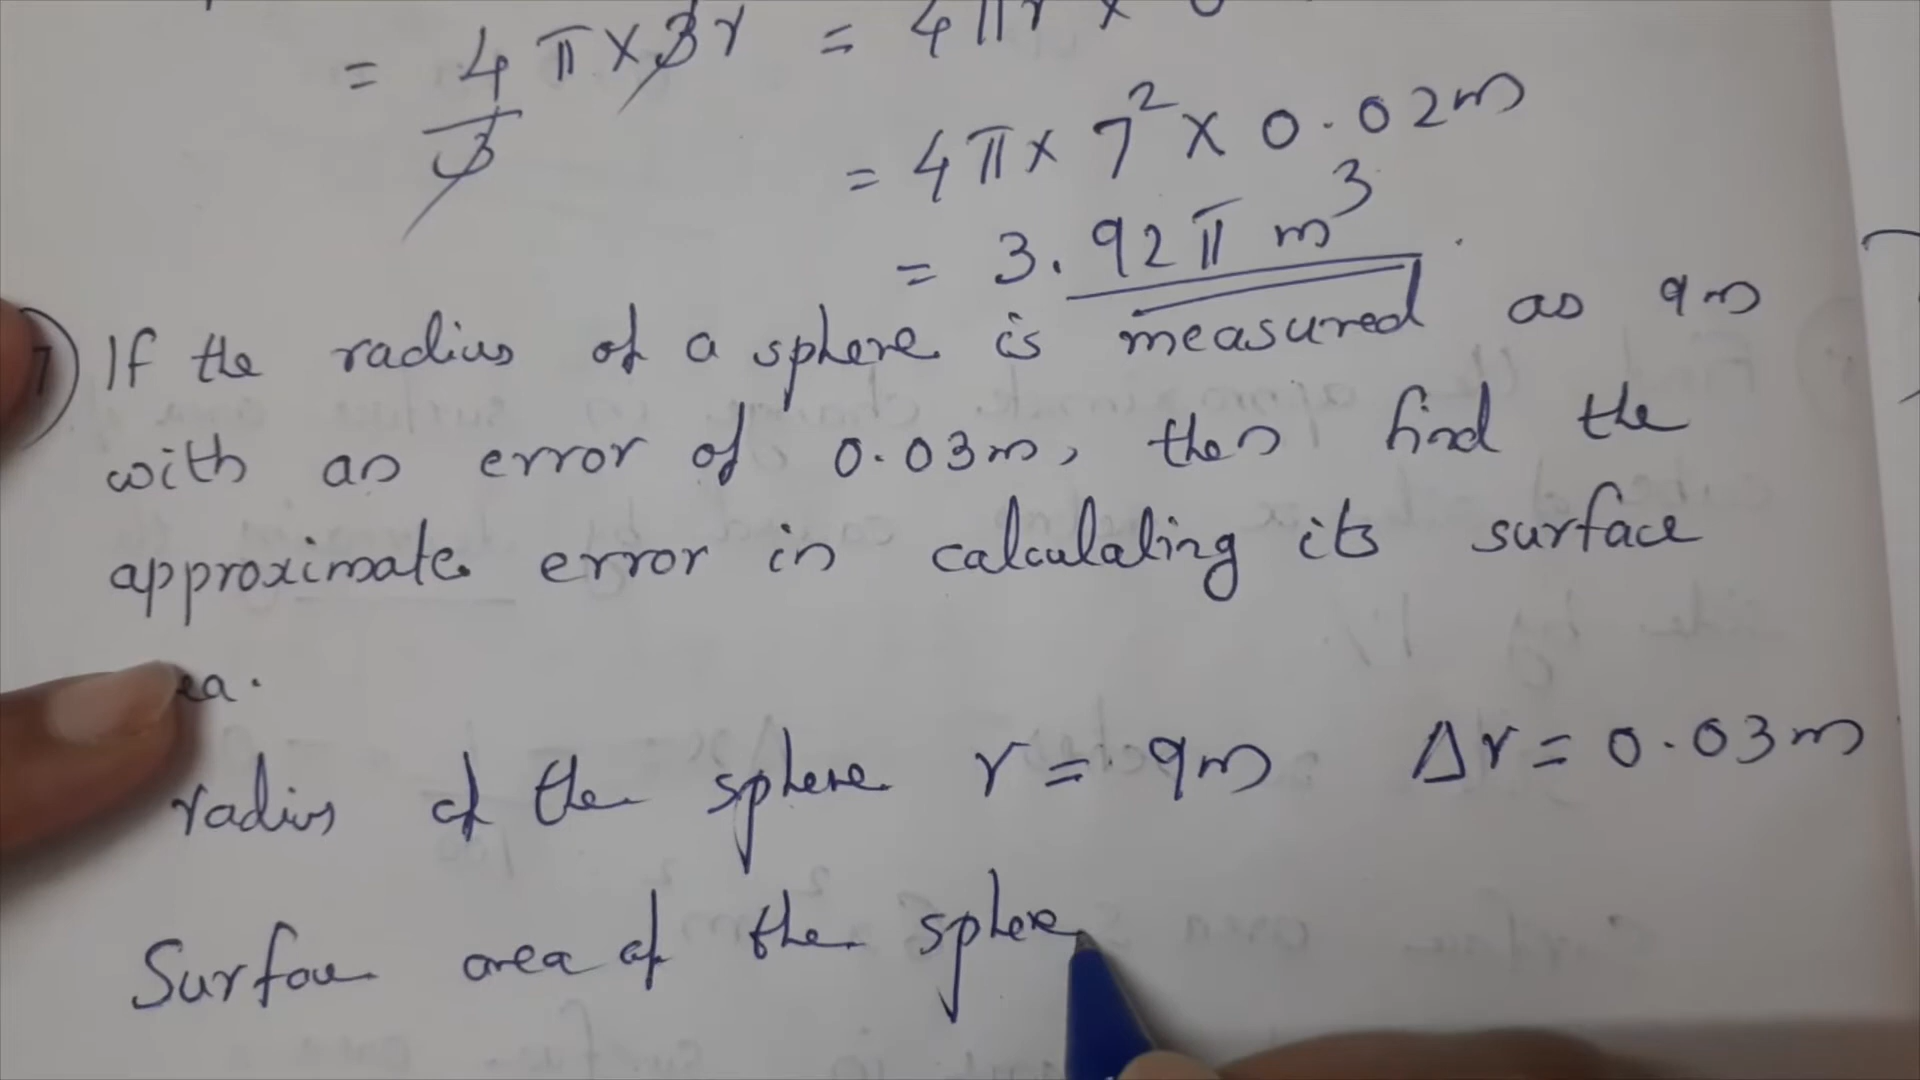 = 4/3 π × 3r = 4πr ×
= 4π × 7² × 0.02m
= 3.92 π m³
7) If the radius of a sphere is measured as 9m
with an error of 0.03m, then find the
approximate error in calculating its surface
ea.
radius of the sphere r = 9m Δr = 0.03m
Surface area of the sphere